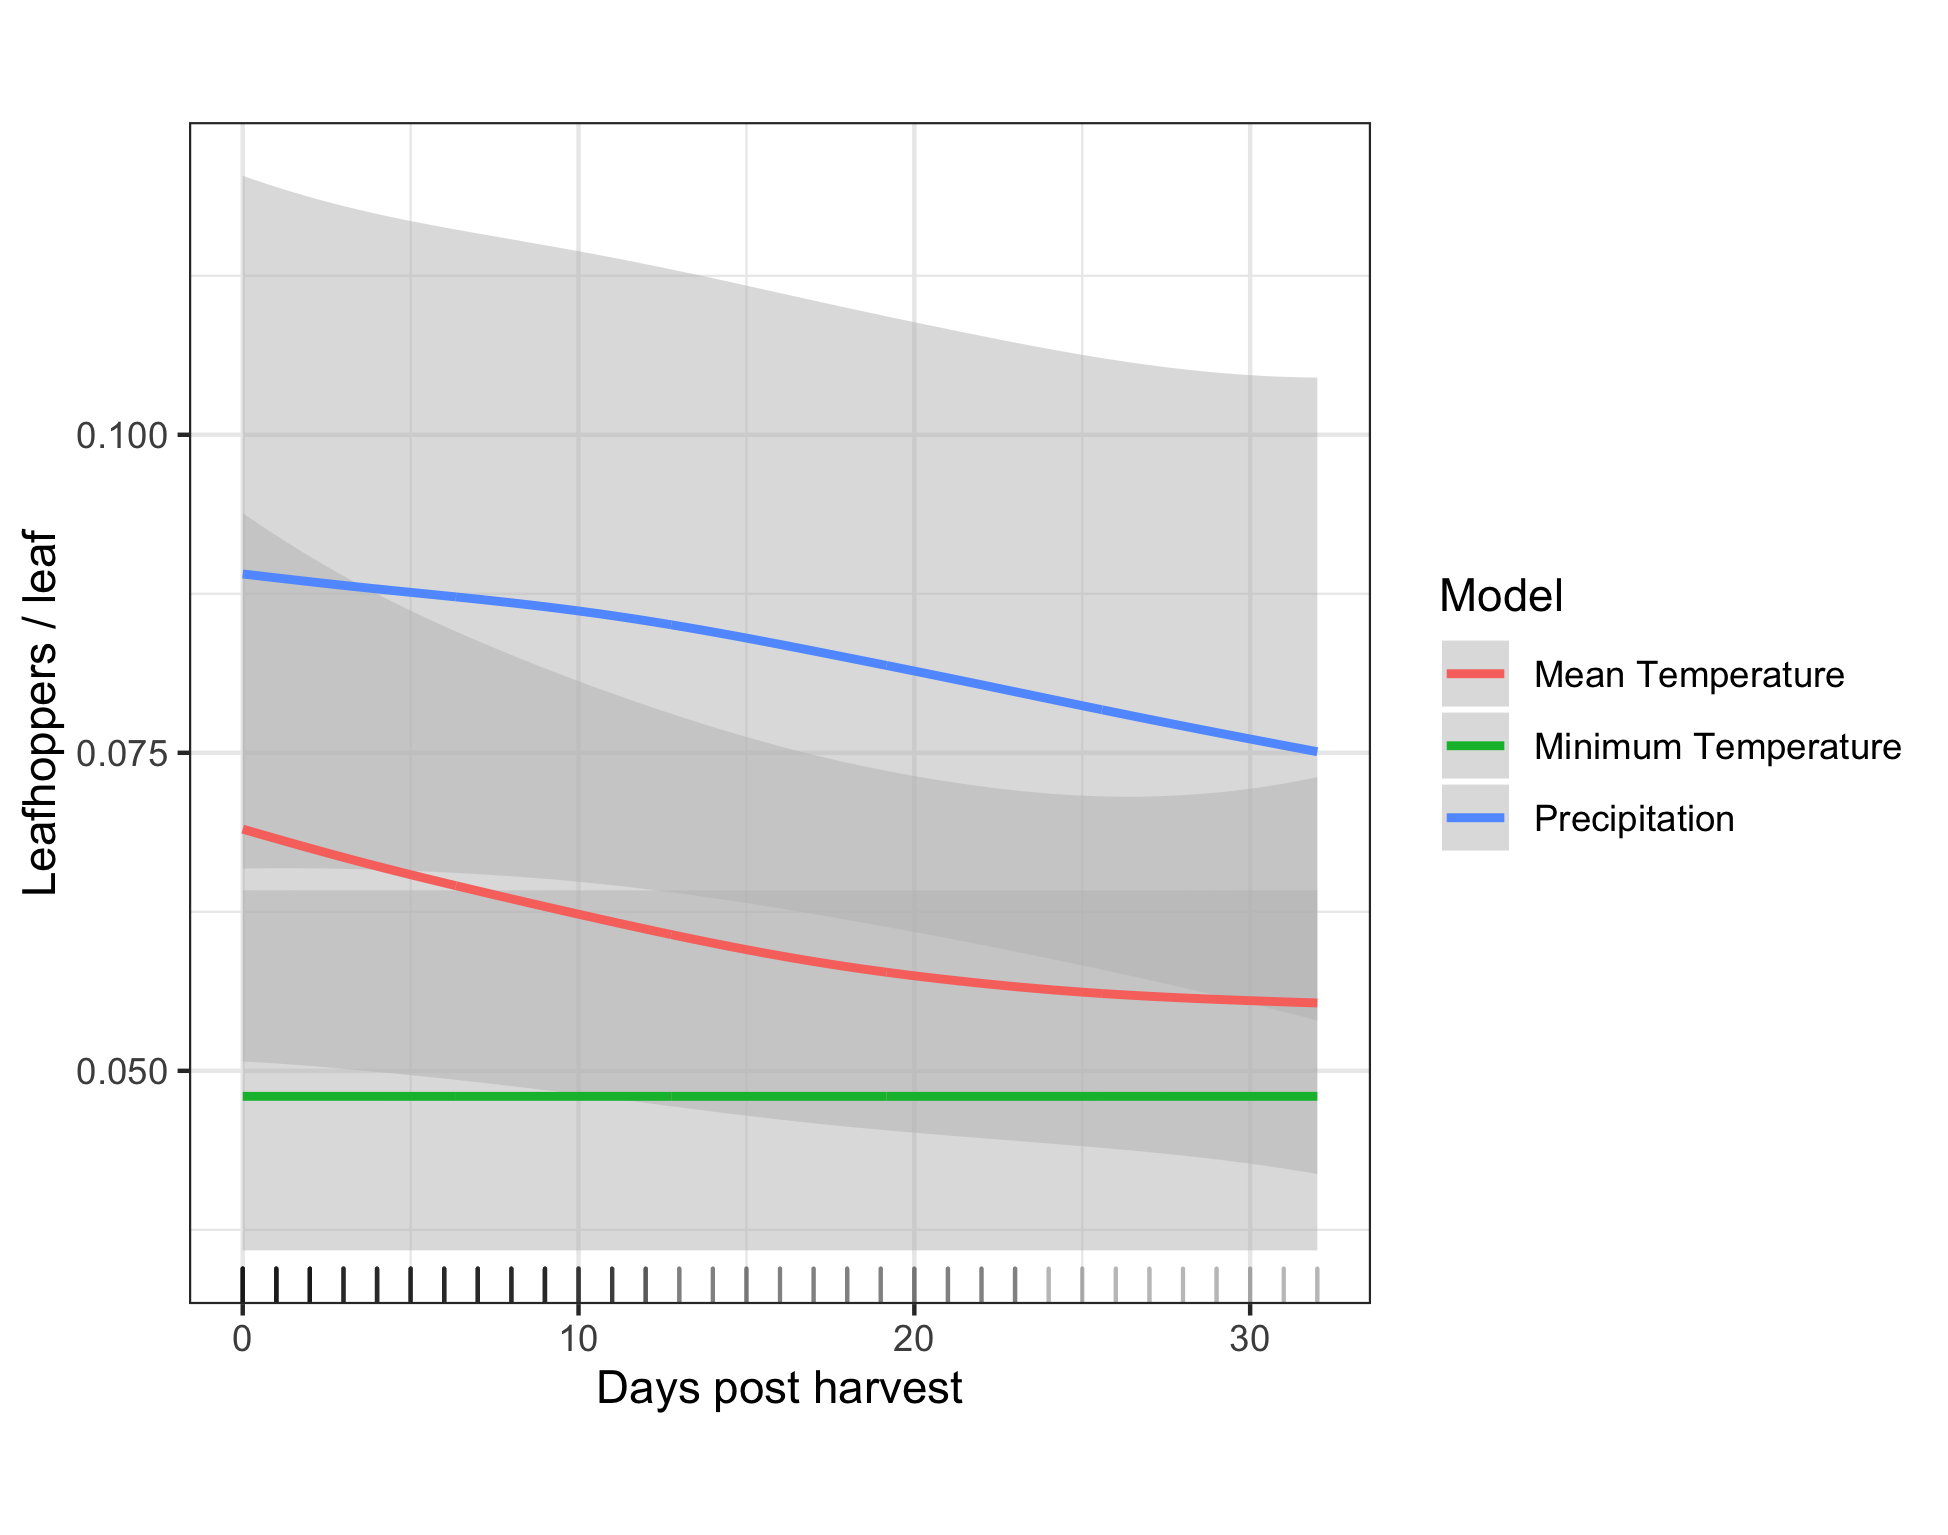 Leafhoppers / leaf
0.100
0.075
0.050
0 10 20 30
Days post harvest
Model
Mean Temperature
Minimum Temperature
Precipitation